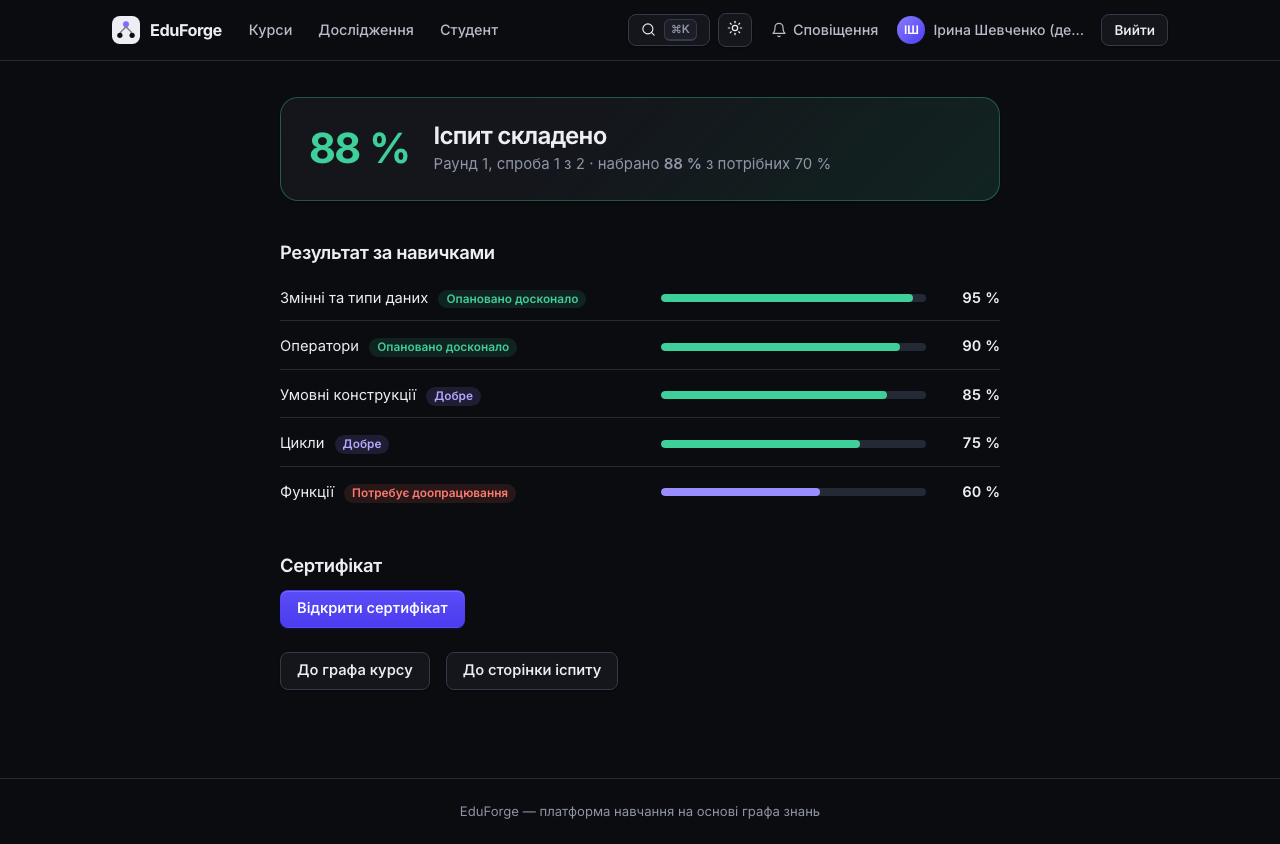 EduForge Курси Дослідження Студент ⌘K Сповіщення ІШ Ірина Шевченко (де... Вийти
88 % Іспит складено
Раунд 1, спроба 1 з 2 · набрано 88 % з потрібних 70 %
Результат за навичками
Змінні та типи даних Опановано досконало 95 %
Оператори Опановано досконало 90 %
Умовні конструкції Добре 85 %
Цикли Добре 75 %
Функції Потребує доопрацювання 60 %
Сертифікат
Відкрити сертифікат
До графа курсу До сторінки іспиту
EduForge — платформа навчання на основі графа знань